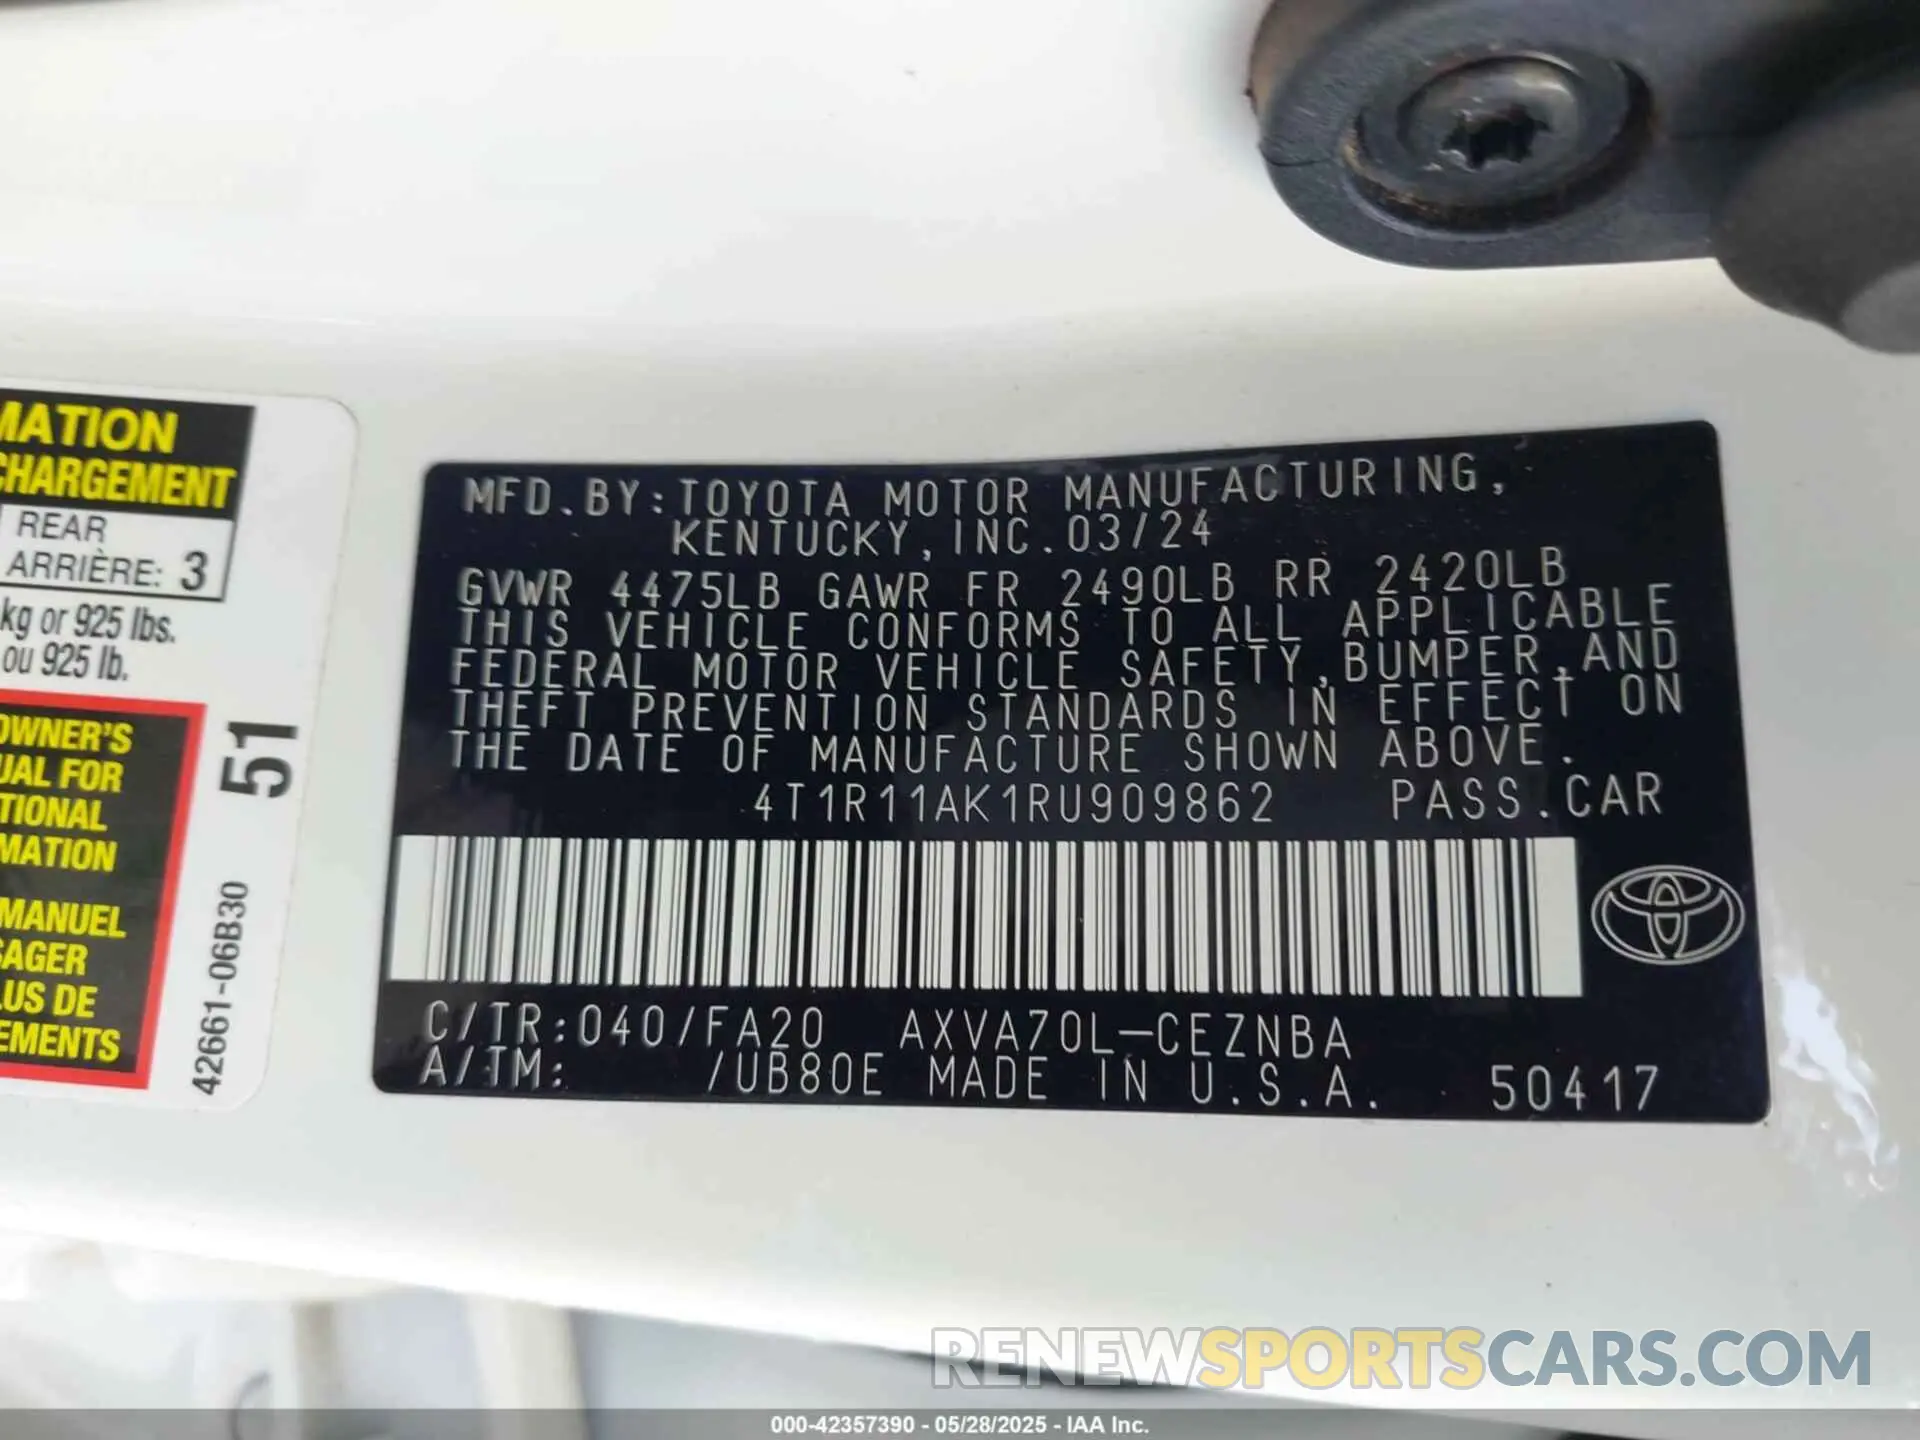 MATION
CHARGEMENT
REAR
ARRIÈRE: 3
kg or 925 lbs.
ou 925 lb.
OWNER'S
UAL FOR
TIONAL
MATION
MANUEL
AGER
LUS DE
EMENTS
51
42661-06B30
MFD.BY:TOYOTA MOTOR MANUFACTURING,
KENTUCKY,INC.03/24
GVWR 4475LB GAWR FR 2490LB RR 2420LB
THIS VEHICLE CONFORMS TO ALL APPLICABLE
FEDERAL MOTOR VEHICLE SAFETY,BUMPER,AND
THEFT PREVENTION STANDARDS IN EFFECT ON
THE DATE OF MANUFACTURE SHOWN ABOVE.
4T1R11AK1RU909862 PASS.CAR
C/TR:040/FA20 AXVA70L-CEZNBA
A/TM: /UB80E MADE IN U.S.A. 50417
RENEWSPORTSCARS.COM
000-42357390 - 05/28/2025 - IAA Inc.